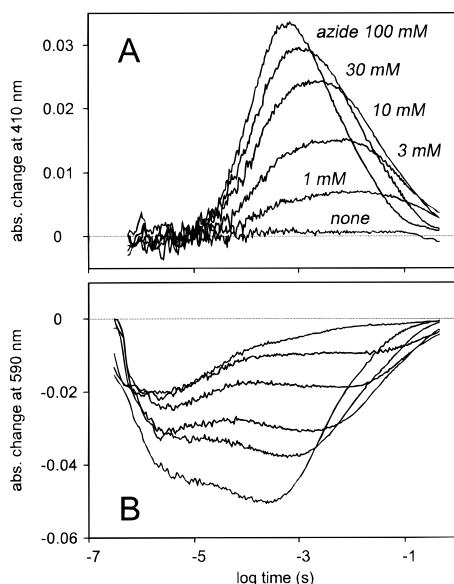 A
abs. change at 410 nm
0.03
0.02
0.01
0
azide 100 mM
30 mM
10 mM
3 mM
1 mM
none
B
abs. change at 590 nm
0
-0.02
-0.04
-0.06
-7
-5
-3
-1
log time (s)